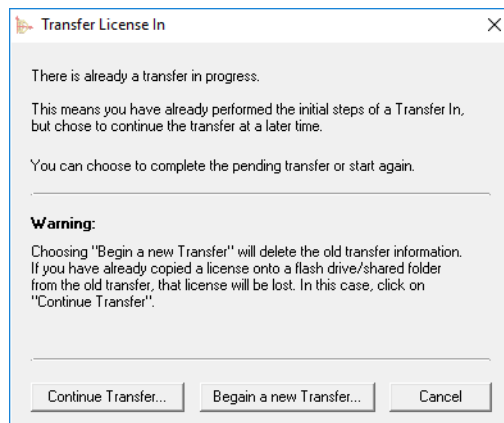 Transfer License In
There is already a transfer in progress.
This means you have already performed the initial steps of a Transfer In,
but chose to continue the transfer at a later time.
You can choose to complete the pending transfer or start again.
Warning:
Choosing "Begin a new Transfer" will delete the old transfer information.
If you have already copied a license onto a flash drive/shared folder
from the old transfer, that license will be lost. In this case, click on
"Continue Transfer".
Continue Transfer...
Begain a new Transfer...
Cancel